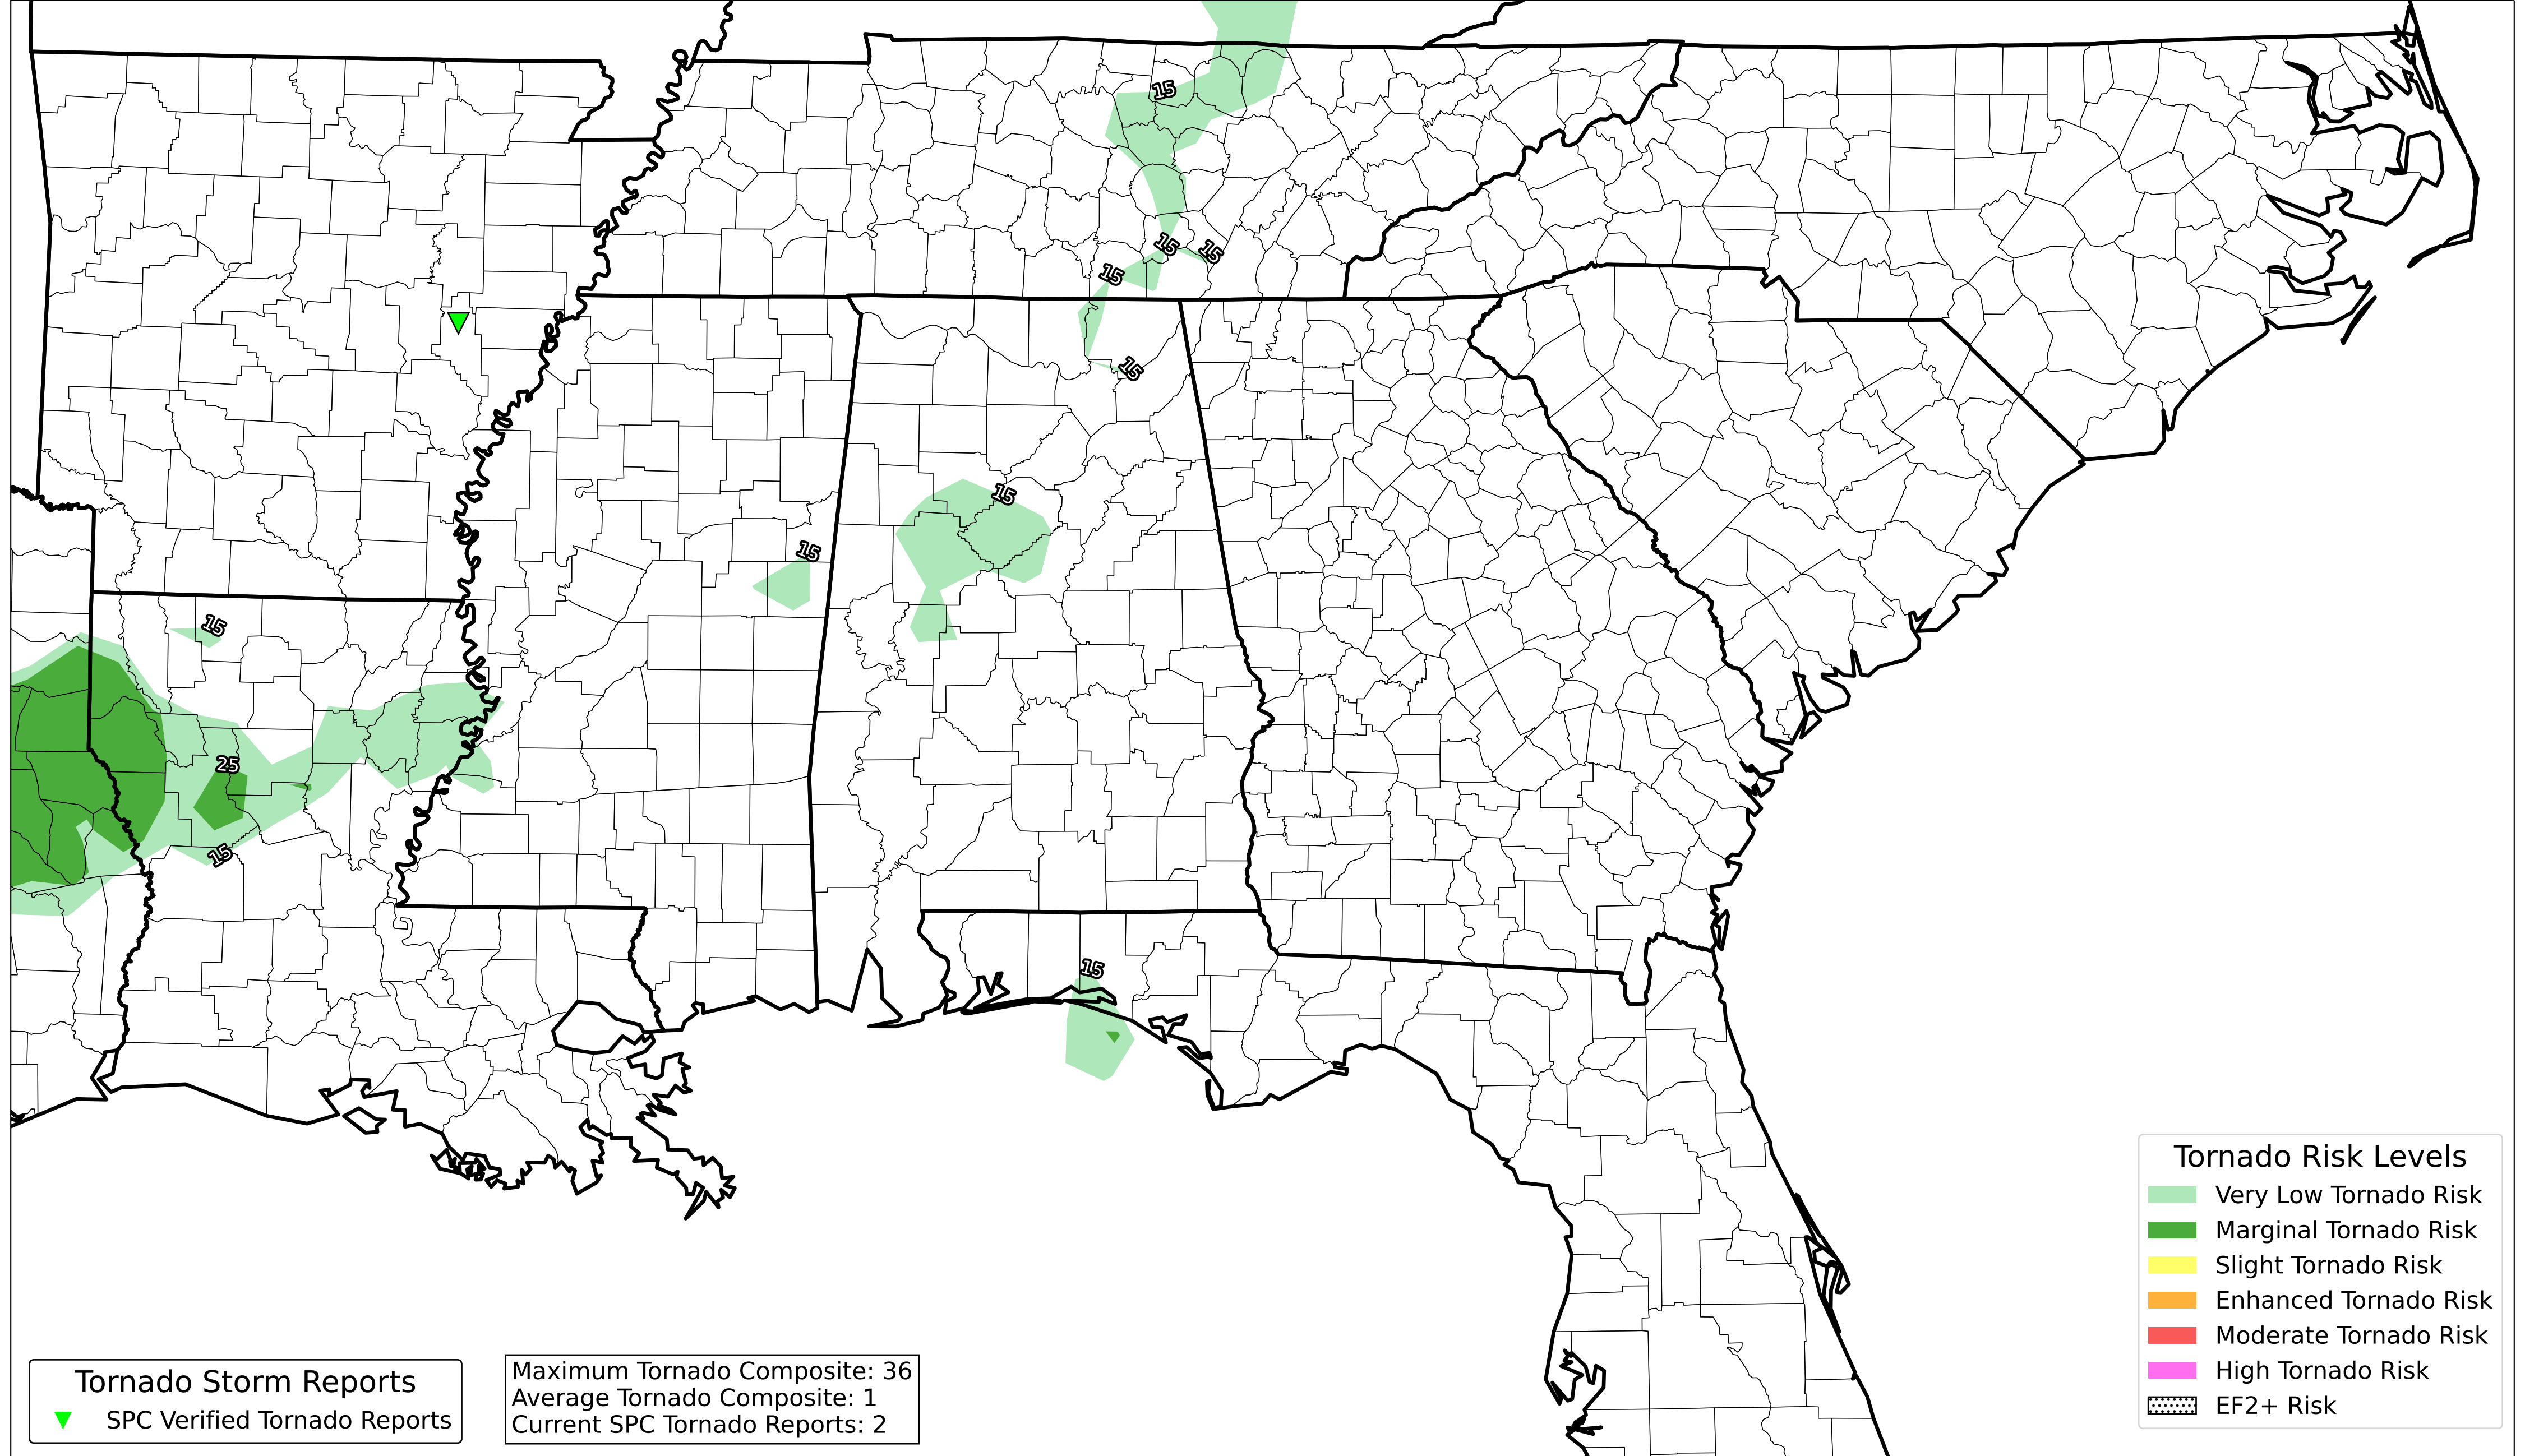 15
15
15
15
15
15
15
15
25
15
15
Tornado Risk Levels
Very Low Tornado Risk
Marginal Tornado Risk
Slight Tornado Risk
Enhanced Tornado Risk
Moderate Tornado Risk
High Tornado Risk
EF2+ Risk
Tornado Storm Reports
SPC Verified Tornado Reports
Maximum Tornado Composite: 36
Average Tornado Composite: 1
Current SPC Tornado Reports: 2